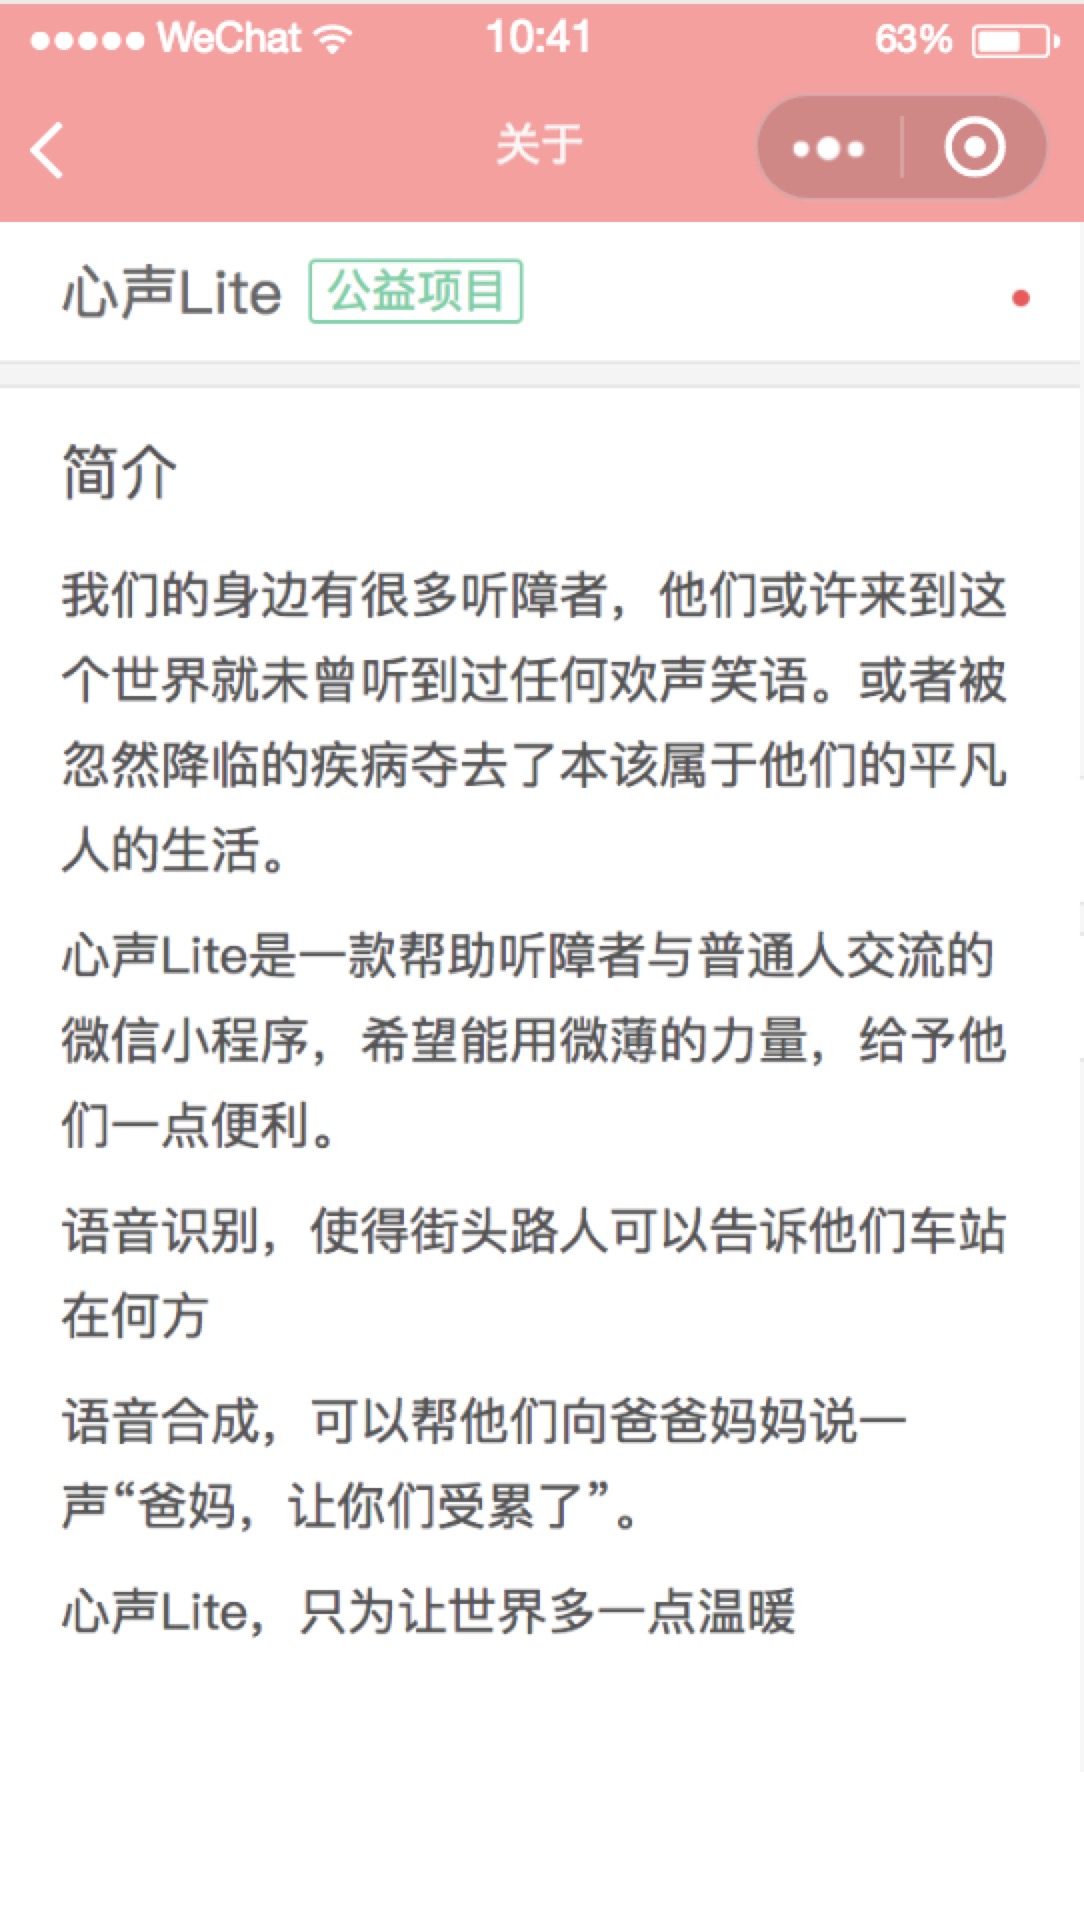 WeChat 10:41 63%
关于
心声Lite 公益项目
简介
我们的身边有很多听障者，他们或许来到这
个世界就未曾听到过任何欢声笑语。或者被
忽然降临的疾病夺去了本该属于他们的平凡
人的生活。
心声Lite是一款帮助听障者与普通人交流的
微信小程序，希望能用微薄的力量，给予他
们一点便利。
语音识别，使得街头路人可以告诉他们车站
在何方
语音合成，可以帮他们向爸爸妈妈说一
声“爸妈，让你们受累了”。
心声Lite，只为让世界多一点温暖